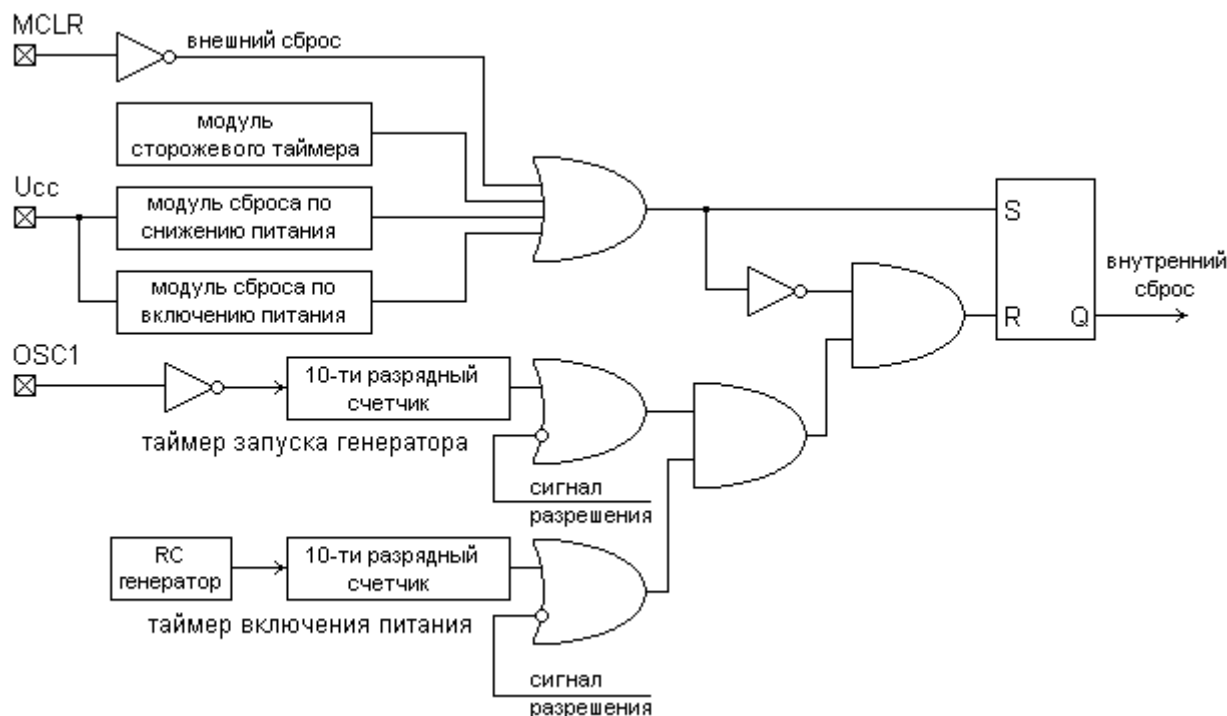 MCLR
внешний сброс
модуль
сторожевого таймера
Ucc
модуль сброса по
снижению питания
S
внутренний
сброс
модуль сброса по
включению питания
R
Q
OSC1
10-ти разрядный
счетчик
таймер запуска генератора
сигнал
разрешения
RC
генератор
10-ти разрядный
счетчик
таймер включения питания
сигнал
разрешения